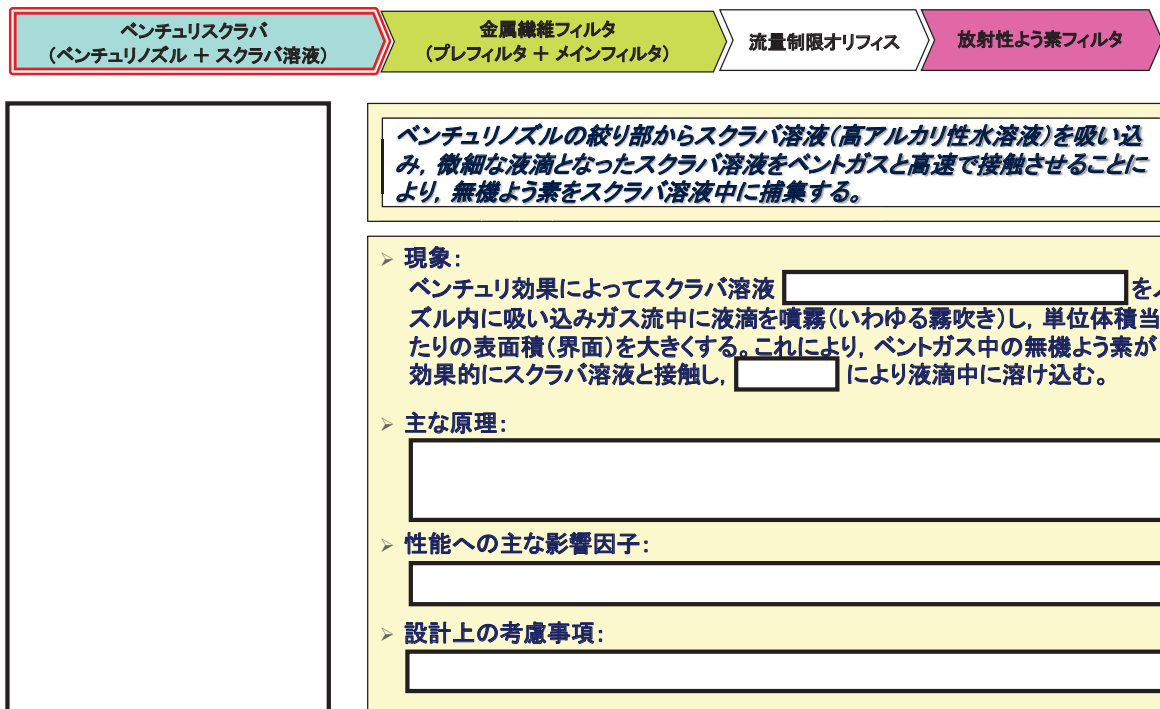 ベンチュリスクラバ
（ベンチュリノズル ＋ スクラバ溶液）
金属繊維フィルタ
（プレフィルタ ＋ メインフィルタ）
流量制限オリフィス
放射性よう素フィルタ
ベンチュリノズルの絞り部からスクラバ溶液（高アルカリ性水溶液）を吸い込
み，微細な液滴となったスクラバ溶液をベントガスと高速で接触させることに
より，無機よう素をスクラバ溶液中に捕集する。
➢ 現象：
ベンチュリ効果によってスクラバ溶液 をノ
ズル内に吸い込みガス流中に液滴を噴霧（いわゆる霧吹き）し，単位体積当
たりの表面積（界面）を大きくする。これにより，ベントガス中の無機よう素が
効果的にスクラバ溶液と接触し， により液滴中に溶け込む。
➢ 主な原理：
➢ 性能への主な影響因子：
➢ 設計上の考慮事項：